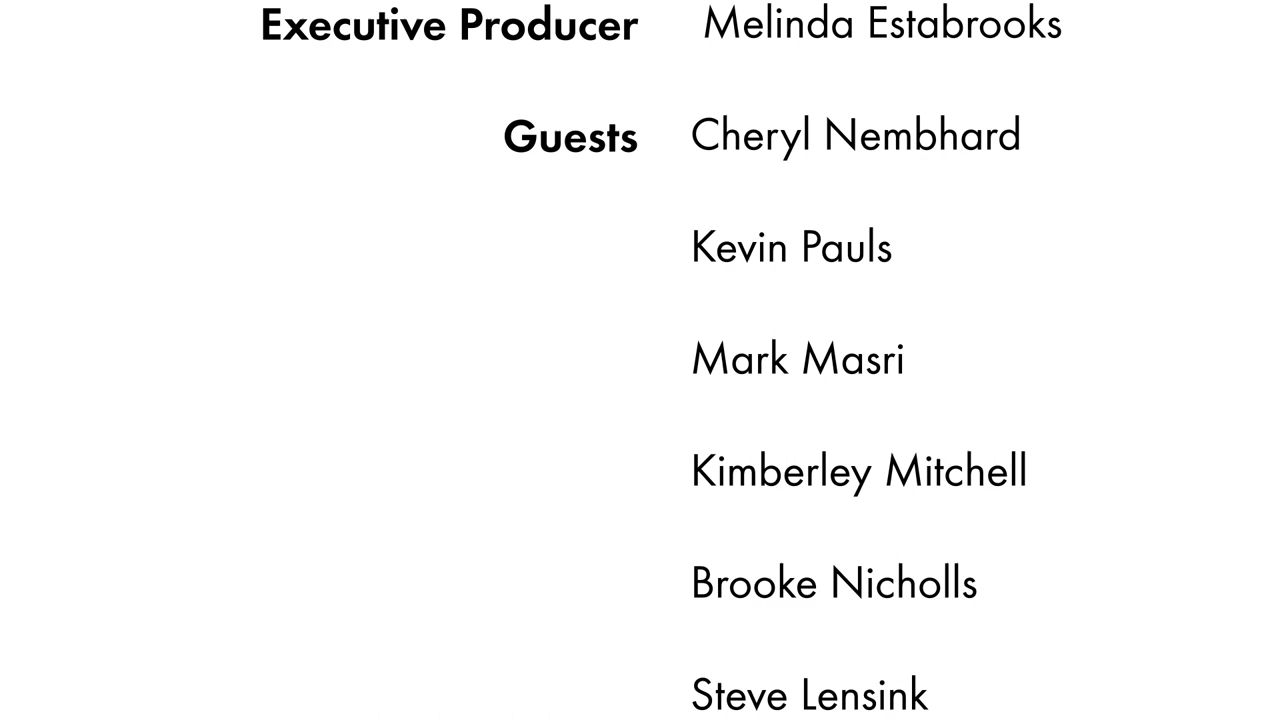 Executive Producer Melinda Estabrooks
Guests Cheryl Nembhard
Kevin Pauls
Mark Masri
Kimberley Mitchell
Brooke Nicholls
Steve Lensink